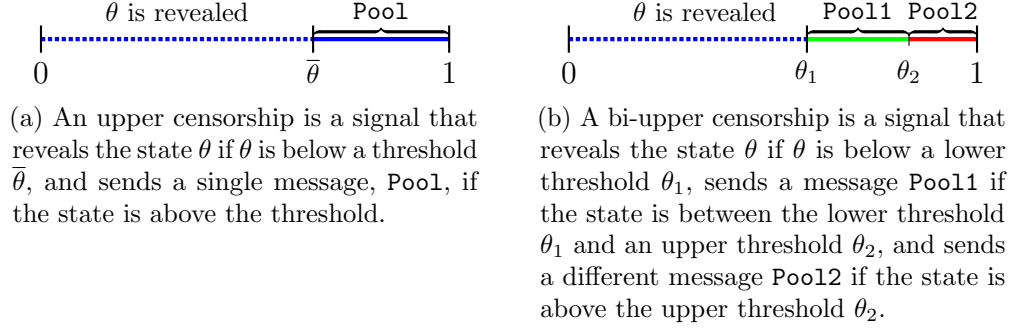 θ is revealed Pool
0 θ̅ 1
(a) An upper censorship is a signal that
reveals the state θ if θ is below a threshold
θ̅, and sends a single message, Pool, if
the state is above the threshold.
θ is revealed Pool1 Pool2
0 θ₁ θ₂ 1
(b) A bi-upper censorship is a signal that
reveals the state θ if θ is below a lower
threshold θ₁, sends a message Pool1 if
the state is between the lower threshold
θ₁ and an upper threshold θ₂, and sends
a different message Pool2 if the state is
above the upper threshold θ₂.